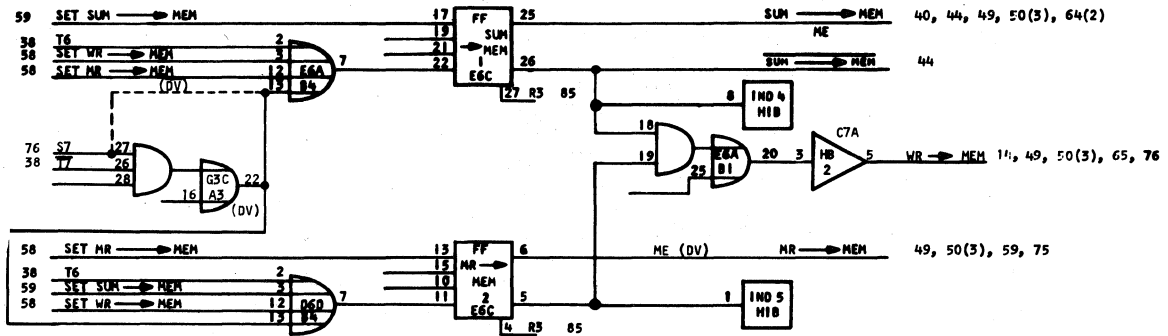 59 SET SUM → MEM 17 FF 25 SUM → MEM 40, 44, 49, 50(3), 64(2)
19 SUM ME
38 T6 2 21 → MEM
58 SET WR → MEM 3 7 1
58 SET MR → MEM 12 E6A 22 E6C 26 SUM → MEM 44
(DV) 13 B4
27 R3 85
8 IND 4
H1B
C7A
76 S7 27 18
38 T7 26 19 E6A 20 3 HB 5 WR → MEM 14, 49, 50(3), 65, 76
28 G3C 22 25 B1 2
16 A3
(DV)
58 SET MR → MEM 13 FF 6 ME (DV) MR → MEM 49, 50(3), 59, 75
15 MR →
38 T6 2 10 MEM
59 SET SUM → MEM 3 7 2
58 SET WR → MEM 12 D6D 11 E6C 5 1 IND 5
13 B4 H1B
4 R3 85